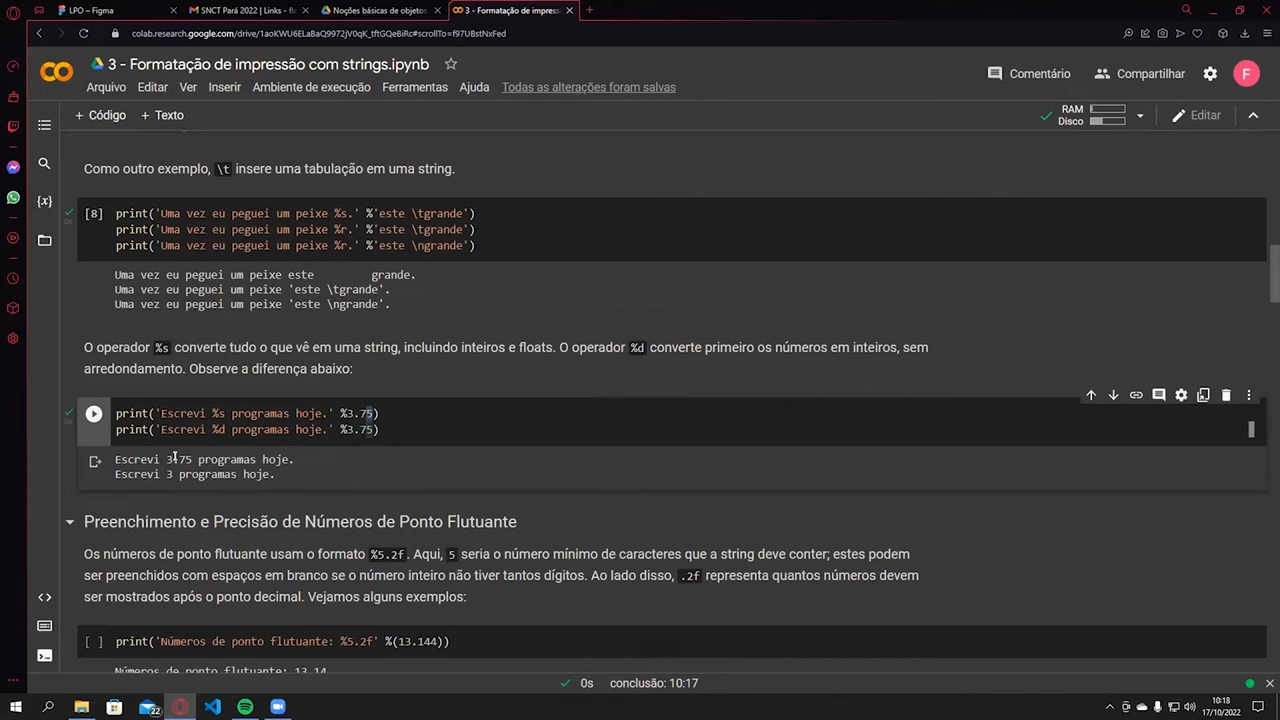 LPO – Figma
SNCT Pará 2022 | Links - fl
Noções básicas de objetos
3 - Formatação de impress
colab.research.google.com/drive/1aoKWU6ELaBaQ9972jV0qK_tftGQeBiRc#scrollTo=f97UBstNxFed
3 - Formatação de impressão com strings.ipynb
Arquivo Editar Ver Inserir Ambiente de execução Ferramentas Ajuda Todas as alterações foram salvas
Comentário Compartilhar F
+ Código + Texto
RAM
Disco
Editar
Como outro exemplo, \t insere uma tabulação em uma string.
[8] print('Uma vez eu peguei um peixe %s.' %'este \tgrande')
print('Uma vez eu peguei um peixe %r.' %'este \tgrande')
print('Uma vez eu peguei um peixe %r.' %'este \ngrande')
0s
Uma vez eu peguei um peixe este grande.
Uma vez eu peguei um peixe 'este \tgrande'.
Uma vez eu peguei um peixe 'este \ngrande'.
O operador %s converte tudo o que vê em uma string, incluindo inteiros e floats. O operador %d converte primeiro os números em inteiros, sem
arredondamento. Observe a diferença abaixo:
print('Escrevi %s programas hoje.' %3.75)
print('Escrevi %d programas hoje.' %3.75)
0s
Escrevi 3.75 programas hoje.
Escrevi 3 programas hoje.
Preenchimento e Precisão de Números de Ponto Flutuante
Os números de ponto flutuante usam o formato %5.2f. Aqui, 5 seria o número mínimo de caracteres que a string deve conter; estes podem
ser preenchidos com espaços em branco se o número inteiro não tiver tantos dígitos. Ao lado disso, .2f representa quantos números devem
ser mostrados após o ponto decimal. Vejamos alguns exemplos:
[ ] print('Números de ponto flutuante: %5.2f' %(13.144))
Números de ponto flutuante: 13.14
0s conclusão: 10:17
22
10:18
17/10/2022